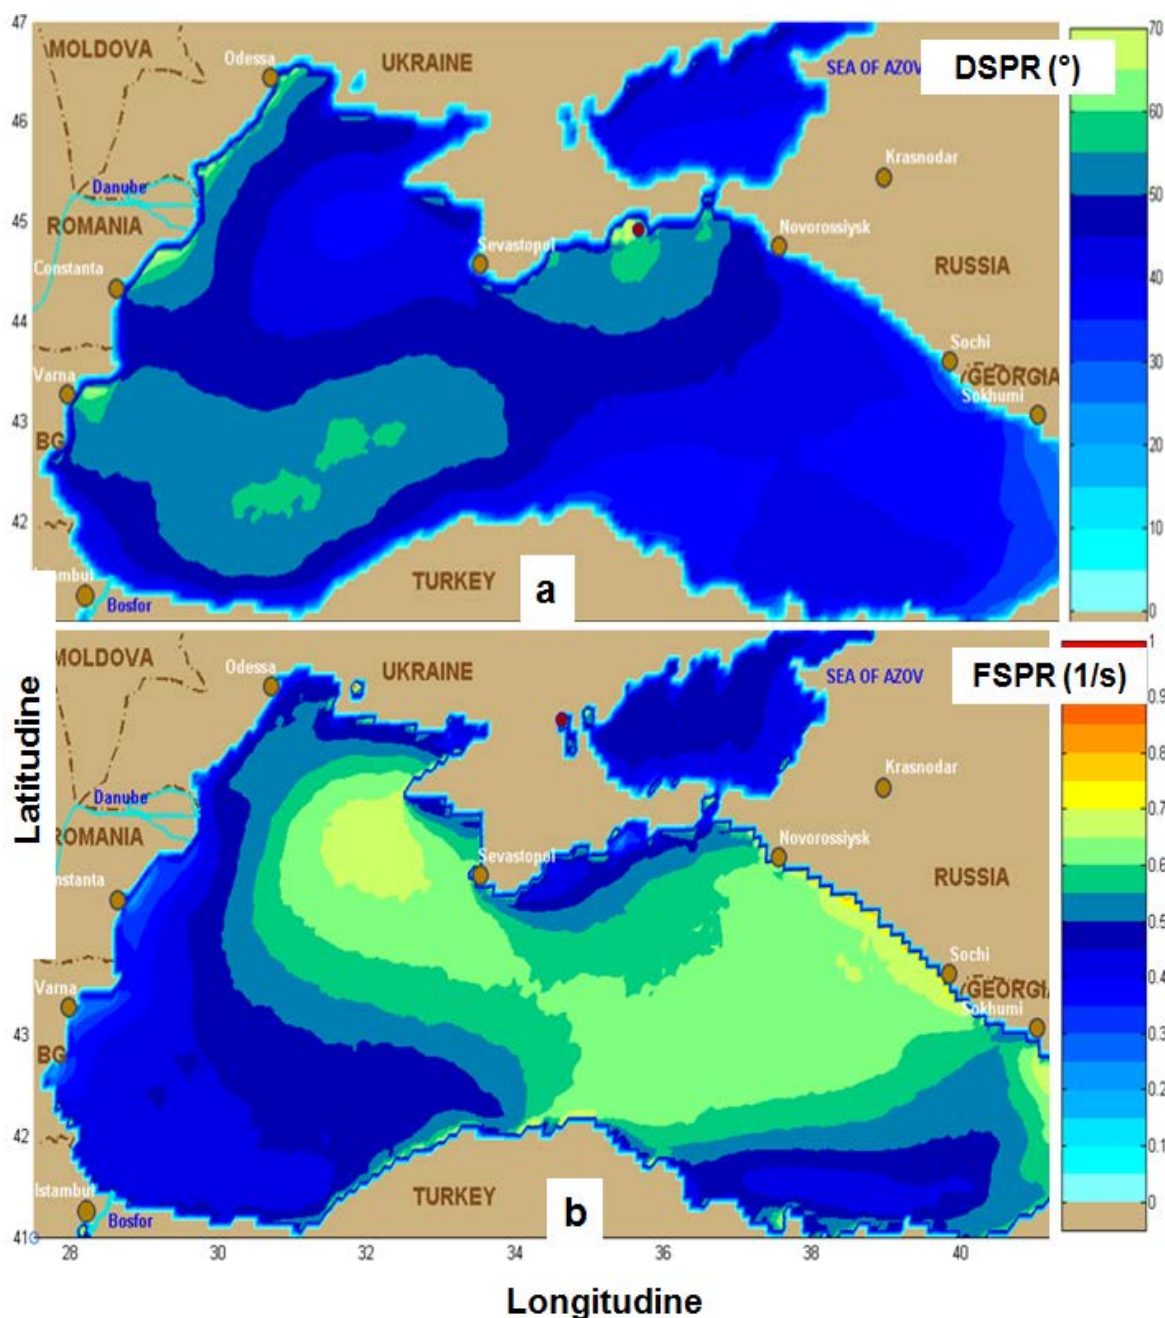 47
MOLDOVA
Odessa
UKRAINE
SEA OF AZOV
DSPR (°)
70
60
50
40
30
20
10
0
46
Krasnodar
Danube
ROMANIA
45
Sevastopol
Novorossiysk
RUSSIA
Constanta
44
Sochi
GEORGIA
Sokhumi
Varna
43
BG
42
TURKEY
a
Bosfor
MOLDOVA
Odessa
UKRAINE
SEA OF AZOV
FSPR (1/s)
1
0.9
0.8
0.7
0.6
0.5
0.4
0.3
0.2
0.1
0
Latitudine
Krasnodar
Danube
ROMANIA
Sevastopol
Novorossiysk
RUSSIA
onstanta
Sochi
GEORGIA
Sokhumi
Varna
43
BG
42
Istambul
TURKEY
b
Bosfor
41
28
30
32
34
36
38
40
Longitudine